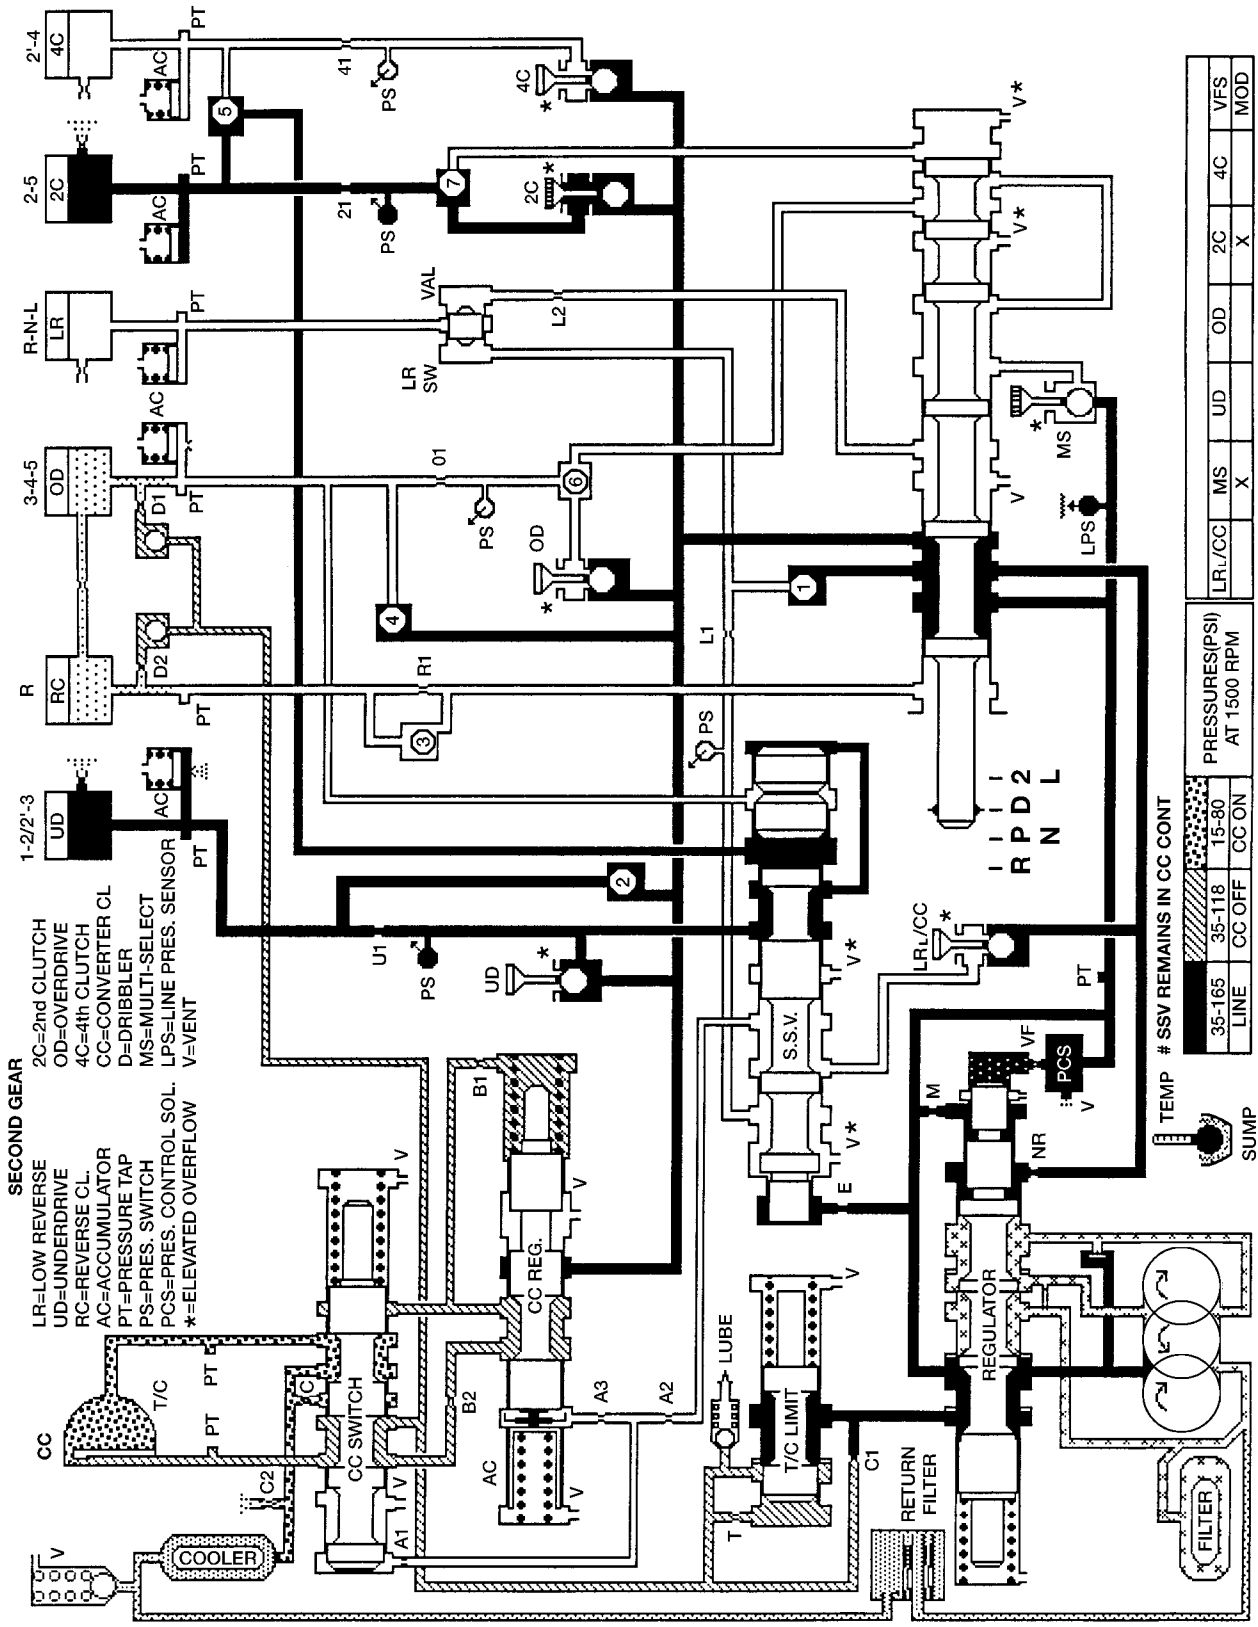 SECOND GEAR
LR=LOW REVERSE
UD=UNDERDRIVE
RC=REVERSE CL.
AC=ACCUMULATOR
PT=PRESSURE TAP
PS=PRES. SWITCH
PCS=PRES. CONTROL SOL.
*=ELEVATED OVERFLOW
2C=2nd CLUTCH
OD=OVERDRIVE
4C=4th CLUTCH
CC=CONVERTER CL
D=DRIBBLER
MS=MULTI-SELECT
LPS=LINE PRES. SENSOR
V=VENT
1-2/2'-3
UD
AC
PT
R
RC
D2
PT
3-4-5
OD
D1
AC
PT
R-N-L
LR
AC
PT
2-5
2C
AC
PT
2'-4
4C
AC
PT
5
41
PS
21
PS
7
4C
*
2C
*
LR
SW
VAL
L2
01
PS
6
OD
*
4
R1
3
L1
1
PS
2
U1
PS
UD
*
CC
T/C
PT
PT
C
C2
V
COOLER
CC SWITCH
V
V
A1
B1
B2
CC REG.
V
AC
V
A3
A2
LUBE
T/C LIMIT
V
T
C1
RETURN
FILTER
FILTER
REGULATOR
E
S.S.V.
V*
V*
LRL/CC
*
M
NR
VF
PCS
V
PT
TEMP
SUMP
R P D 2
N L
V
V*
V*
MS
*
LPS
# SSV REMAINS IN CC CONT
35-165 35-118 15-80 PRESSURES(PSI)
LINE CC OFF CC ON AT 1500 RPM
LRL/CC MS UD OD 2C 4C VFS
X X MOD